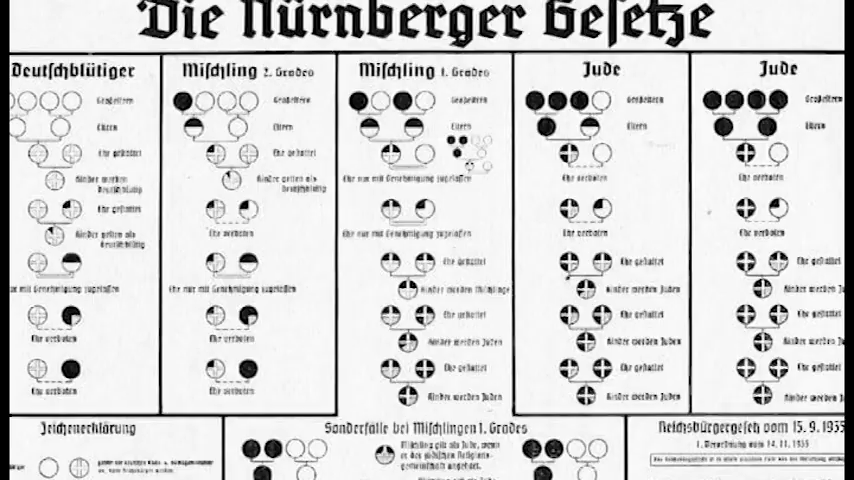 Die Nürnberger Gesetze
Deutschblütiger
Großeltern
Eltern
Ehe gestattet
Kinder werden
deutschblütig
Ehe gestattet
Kinder gelten als
deutschblütig
nur mit Genehmigung zugelassen
Ehe verboten
Ehe verboten
Mischling 2. Grades
Großeltern
Eltern
Ehe gestattet
Kinder gelten als
deutschblütig
Ehe verboten
Ehe nur mit Genehmigung zugelassen
Ehe verboten
Ehe verboten
Mischling 1. Grades
Großeltern
Eltern
Ehe nur mit Genehmigung zugelassen
Ehe nur mit Genehmigung zugelassen
Ehe gestattet
Kinder werden Mischlinge
Ehe gestattet
Kinder werden Juden
Ehe gestattet
Kinder werden Juden
Jude
Großeltern
Eltern
Ehe verboten
Ehe verboten
Ehe gestattet
Kinder werden Juden
Ehe gestattet
Kinder werden Juden
Ehe gestattet
Kinder werden Juden
Jude
Großeltern
Eltern
Ehe verboten
Ehe verboten
Ehe gestattet
Kinder werden J
Ehe gestattet
Kinder werden J
Ehe gestattet
Kinder werden J
Zeichenerklärung
Sonderfälle bei Mischlingen 1. Grades
Mischling gilt als Jude, wenn
er der jüdischen Religions-
gemeinschaft angehört.
Reichsbürgergesetz vom 15.9.1935
1. Verordnung vom 14.11.1935